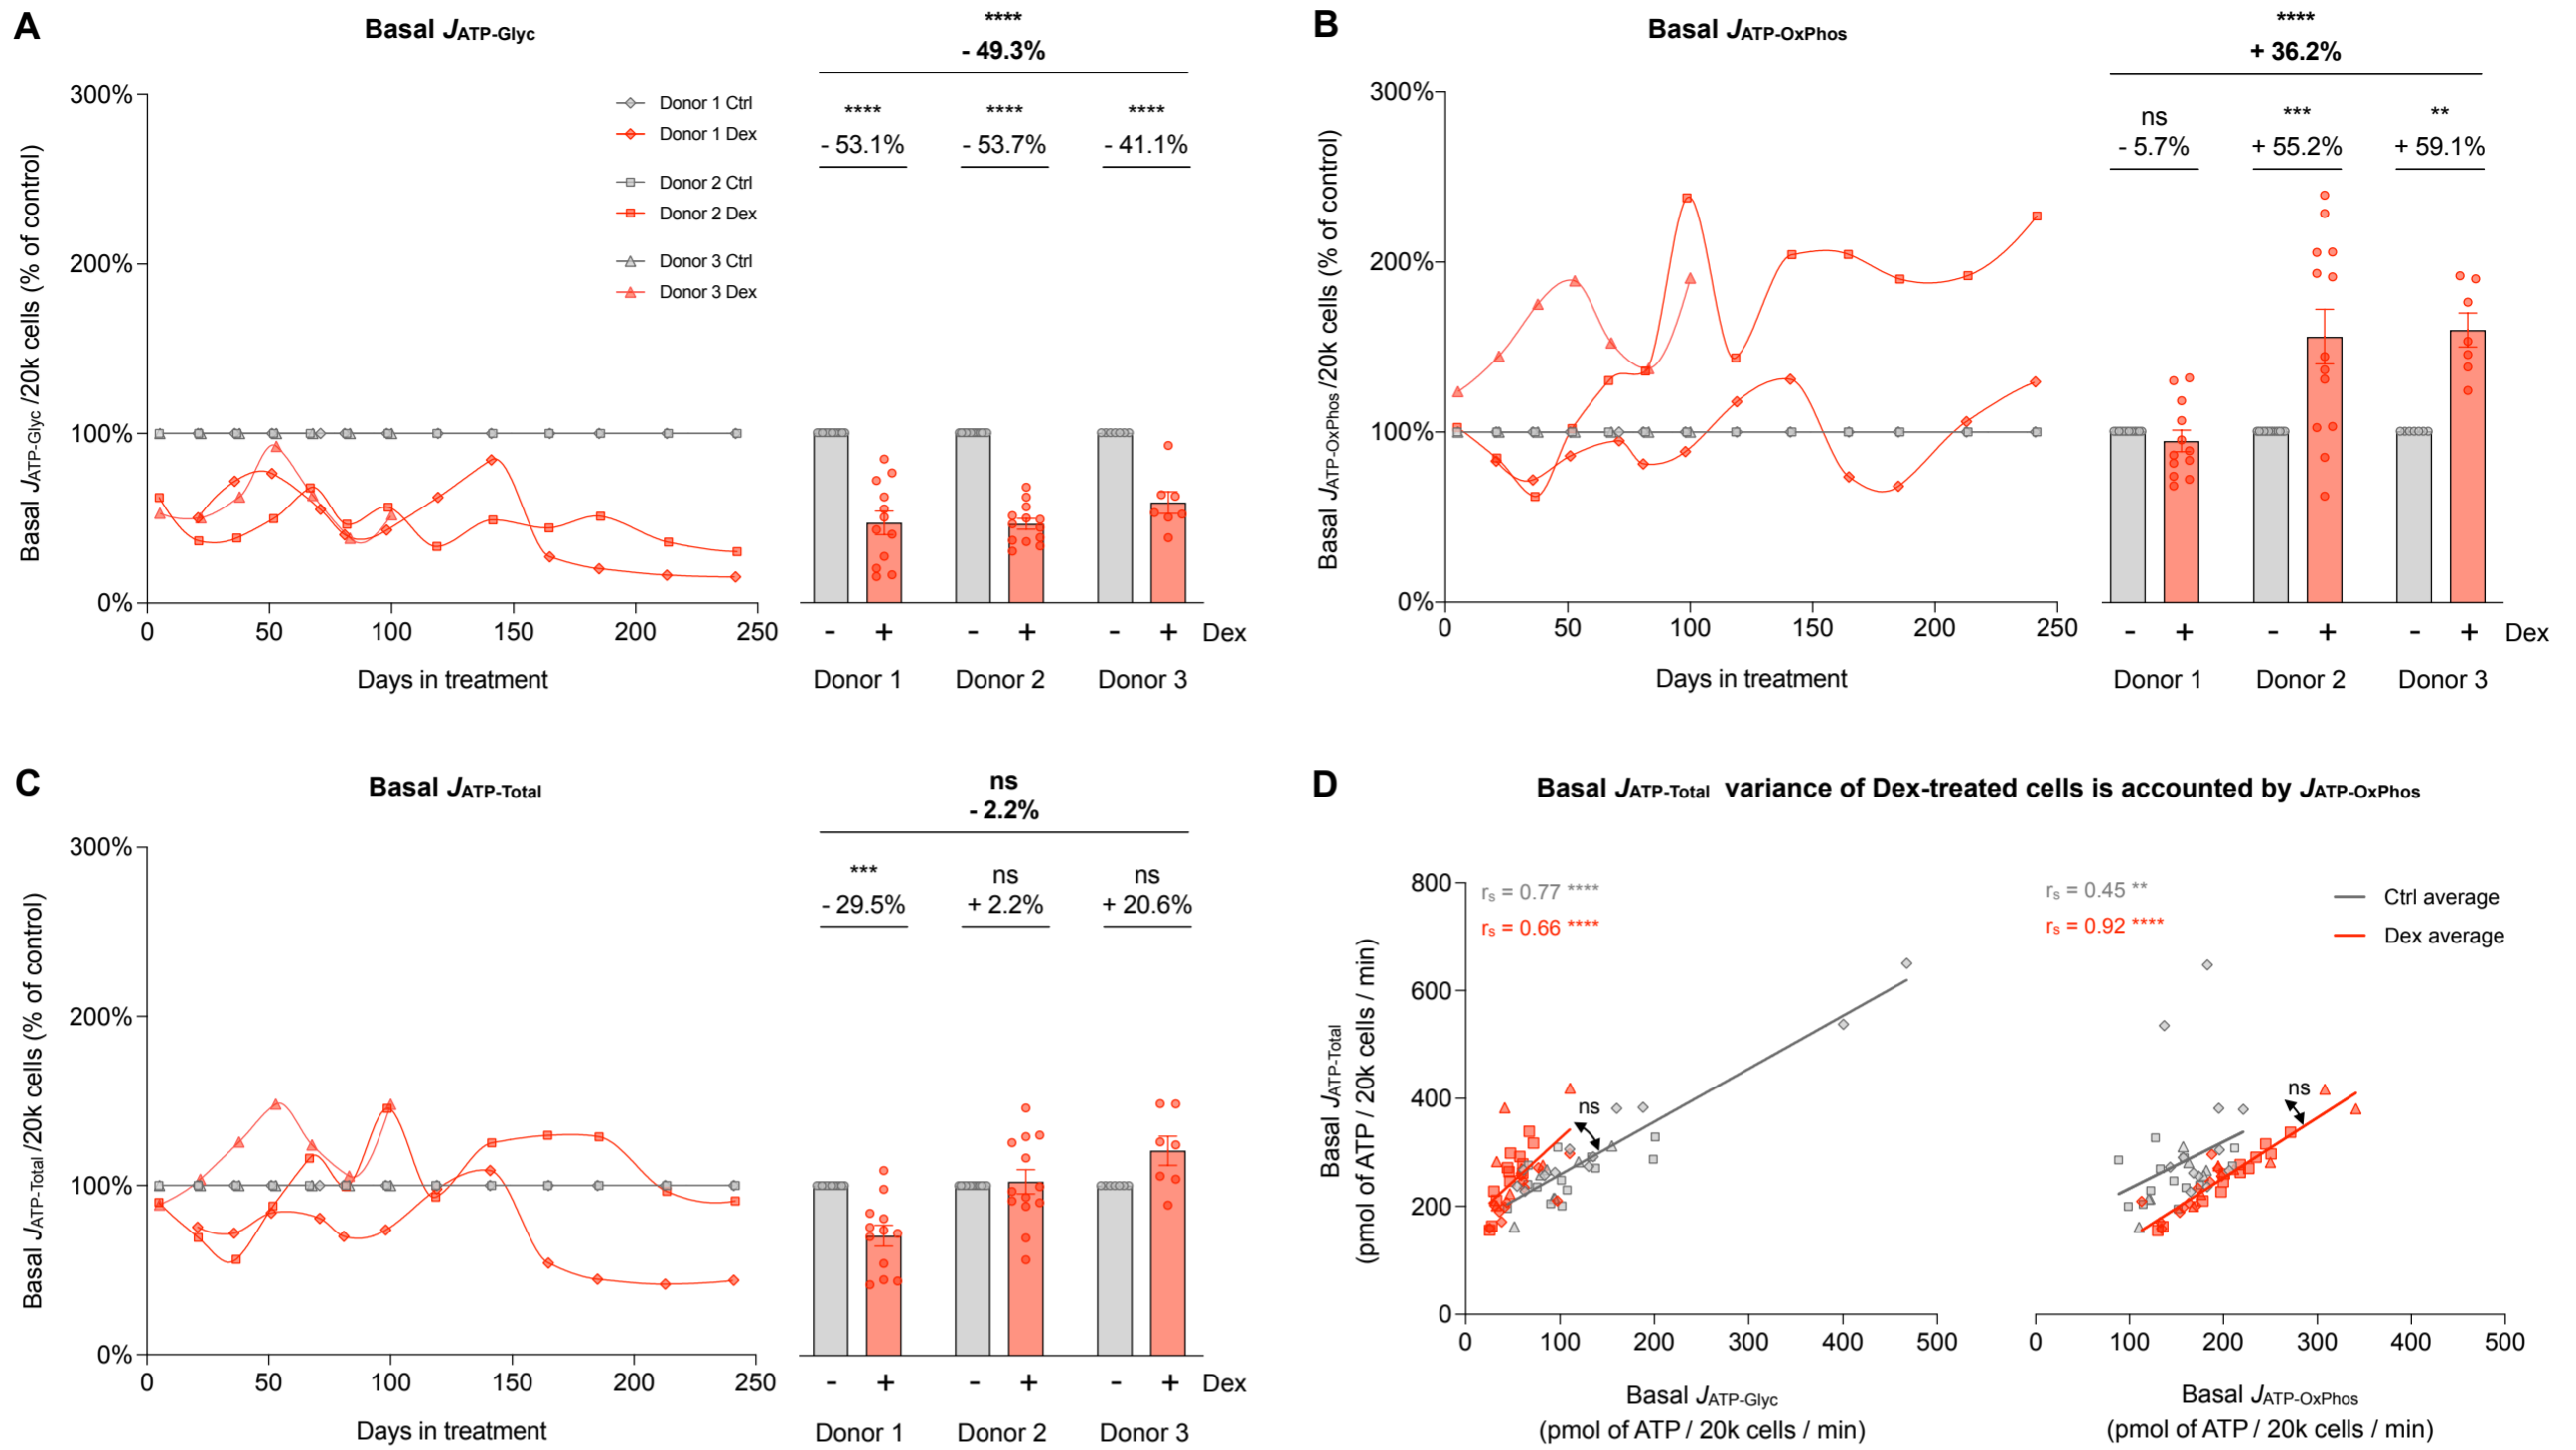 A
Basal JATP-Glyc
****
- 49.3%
****
- 53.1%
****
- 53.7%
****
- 41.1%
Basal JATP-Glyc /20k cells (% of control)
300%
200%
100%
0%
Donor 1 Ctrl
Donor 1 Dex
Donor 2 Ctrl
Donor 2 Dex
Donor 3 Ctrl
Donor 3 Dex
0 50 100 150 200 250
Days in treatment
- + - + - + Dex
Donor 1 Donor 2 Donor 3
B
Basal JATP-OxPhos
****
+ 36.2%
ns
- 5.7%
***
+ 55.2%
**
+ 59.1%
Basal JATP-OxPhos /20k cells (% of control)
300%
200%
100%
0%
0 50 100 150 200 250
Days in treatment
- + - + - + Dex
Donor 1 Donor 2 Donor 3
C
Basal JATP-Total
ns
- 2.2%
***
- 29.5%
ns
+ 2.2%
ns
+ 20.6%
Basal JATP-Total /20k cells (% of control)
300%
200%
100%
0%
0 50 100 150 200 250
Days in treatment
- + - + - + Dex
Donor 1 Donor 2 Donor 3
D
Basal JATP-Total variance of Dex-treated cells is accounted by JATP-OxPhos
Basal JATP-Total
(pmol of ATP / 20k cells / min)
800
600
400
200
0
rs = 0.77 ****
rs = 0.66 ****
ns
0 100 200 300 400 500
Basal JATP-Glyc
(pmol of ATP / 20k cells / min)
rs = 0.45 **
rs = 0.92 ****
Ctrl average
Dex average
ns
0 100 200 300 400 500
Basal JATP-OxPhos
(pmol of ATP / 20k cells / min)